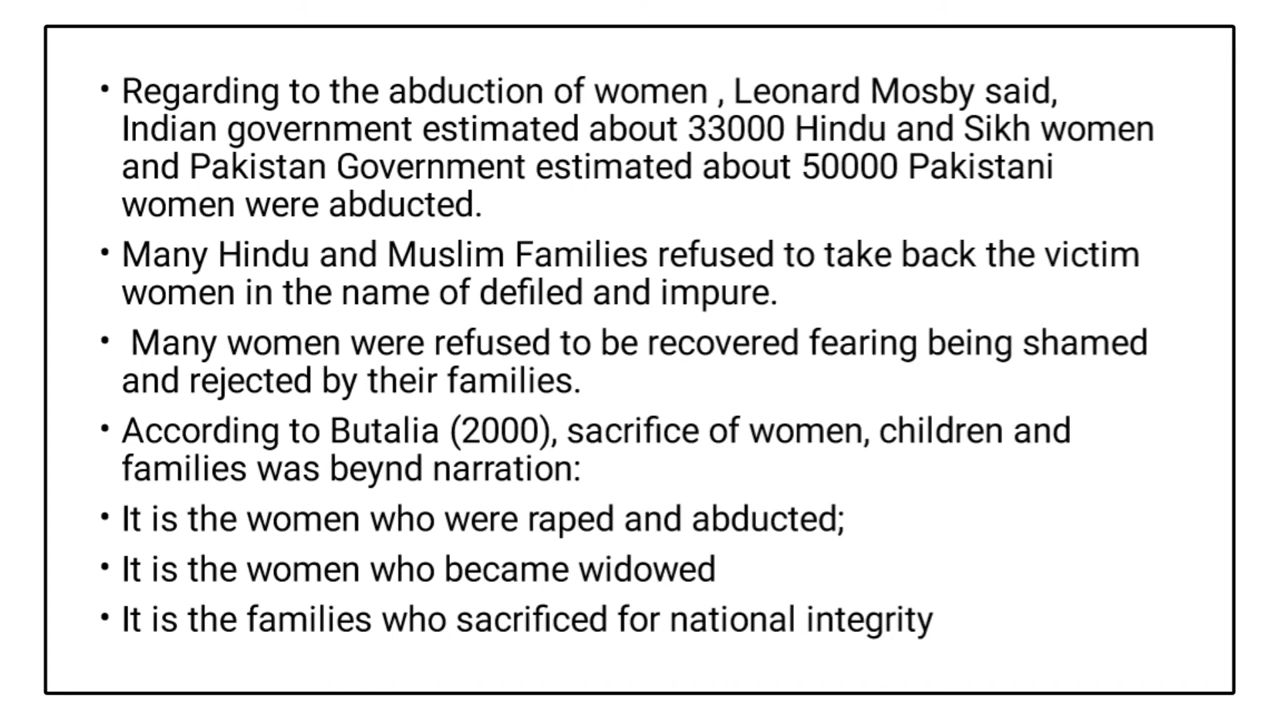 • Regarding to the abduction of women , Leonard Mosby said,
Indian government estimated about 33000 Hindu and Sikh women
and Pakistan Government estimated about 50000 Pakistani
women were abducted.
• Many Hindu and Muslim Families refused to take back the victim
women in the name of defiled and impure.
• Many women were refused to be recovered fearing being shamed
and rejected by their families.
• According to Butalia (2000), sacrifice of women, children and
families was beynd narration:
• It is the women who were raped and abducted;
• It is the women who became widowed
• It is the families who sacrificed for national integrity